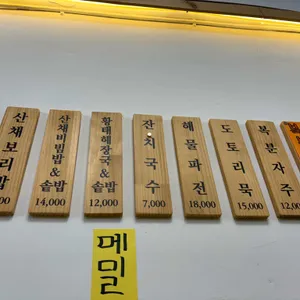 산채보리밥
산채비빔밥&솥밥
14,000
황태해장국&솥밥
12,000
잔치국수
7,000
해물파전
18,000
도토리묵
15,000
복분자주
메밀